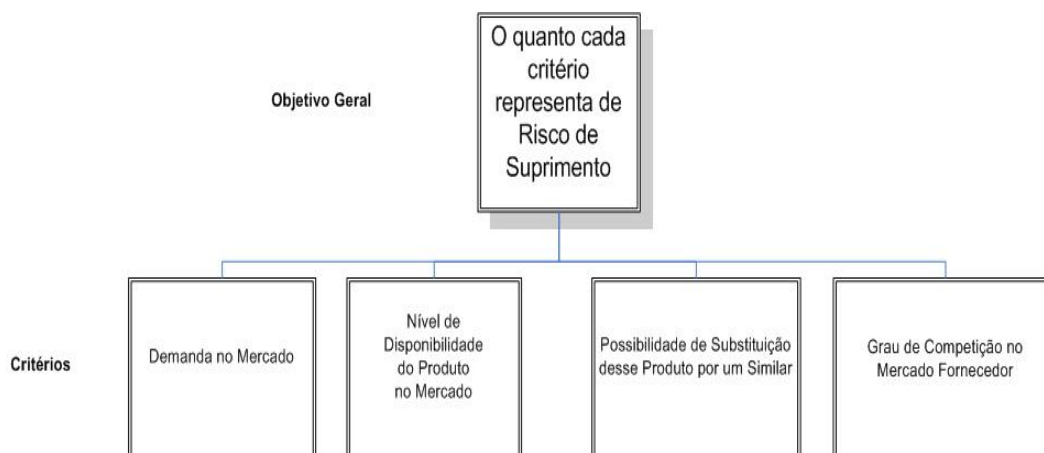 O quanto cada
critério
representa de
Risco de
Suprimento
Objetivo Geral
Critérios
Demanda no Mercado
Nível de
Disponibilidade
do Produto
no Mercado
Possibilidade de Substituição
desse Produto por um Similar
Grau de Competição no
Mercado Fornecedor